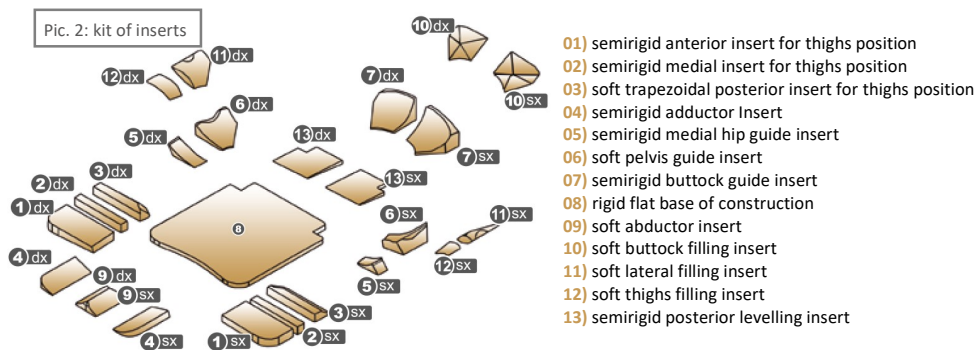 Pic. 2: kit of inserts
10 dx
11 dx
12 dx
10 sx
7 dx
6 dx
5 dx
13 dx
7 sx
3 dx
13 sx
2 dx
1 dx
6 sx
11 sx
8
12 sx
4 dx
5 sx
9 dx
9 sx
3 sx
4 sx
1 sx
2 sx
01) semirigid anterior insert for thighs position
02) semirigid medial insert for thighs position
03) soft trapezoidal posterior insert for thighs position
04) semirigid adductor Insert
05) semirigid medial hip guide insert
06) soft pelvis guide insert
07) semirigid buttock guide insert
08) rigid flat base of construction
09) soft abductor insert
10) soft buttock filling insert
11) soft lateral filling insert
12) soft thighs filling insert
13) semirigid posterior levelling insert